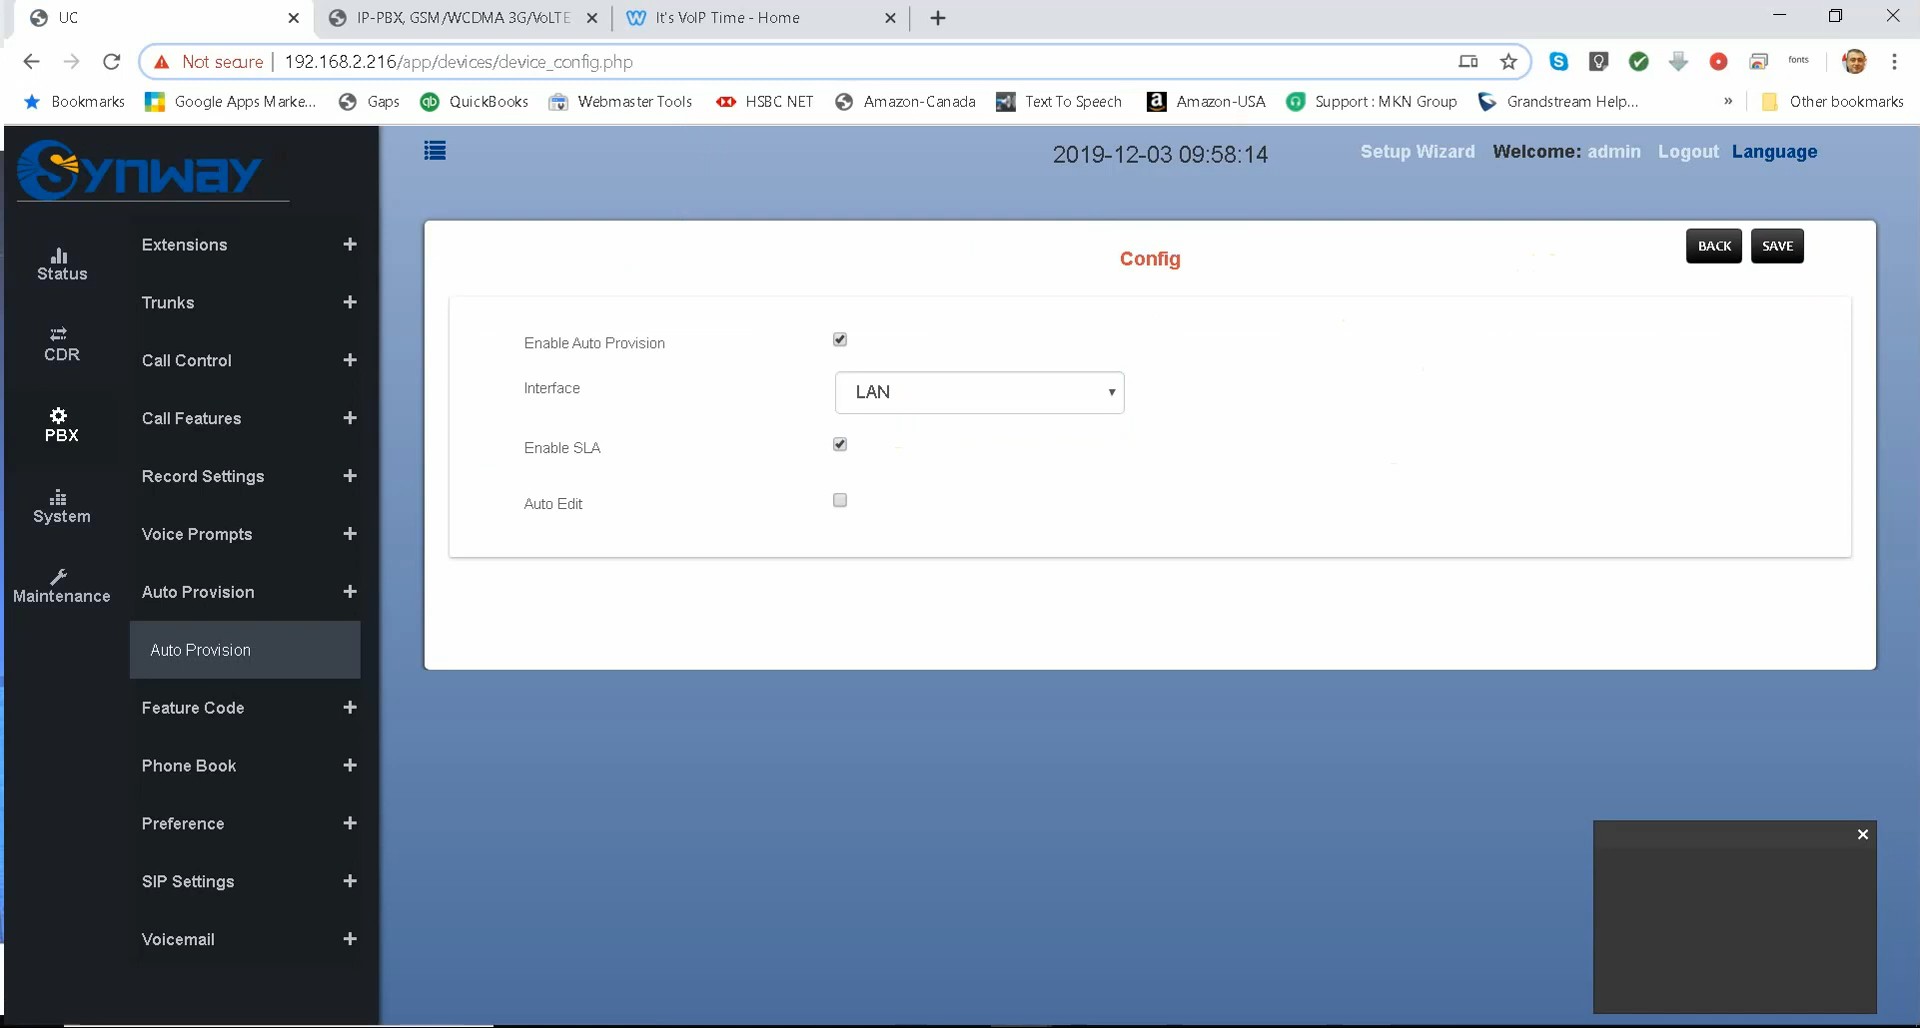 UC
IP-PBX, GSM/WCDMA 3G/VoLTE
It's VoIP Time - Home
Not secure
192.168.2.216/app/devices/device_config.php
fonts
Bookmarks
Google Apps Marke...
Gaps
QuickBooks
Webmaster Tools
HSBC NET
Amazon-Canada
Text To Speech
Amazon-USA
Support : MKN Group
Grandstream Help...
»
Other bookmarks
Synway
2019-12-03 09:58:14
Setup Wizard
Welcome: admin
Logout
Language
Status
CDR
PBX
System
Maintenance
Extensions +
Trunks +
Call Control +
Call Features +
Record Settings +
Voice Prompts +
Auto Provision +
Auto Provision
Feature Code +
Phone Book +
Preference +
SIP Settings +
Voicemail +
Config
BACK
SAVE
Enable Auto Provision
Interface
LAN
Enable SLA
Auto Edit